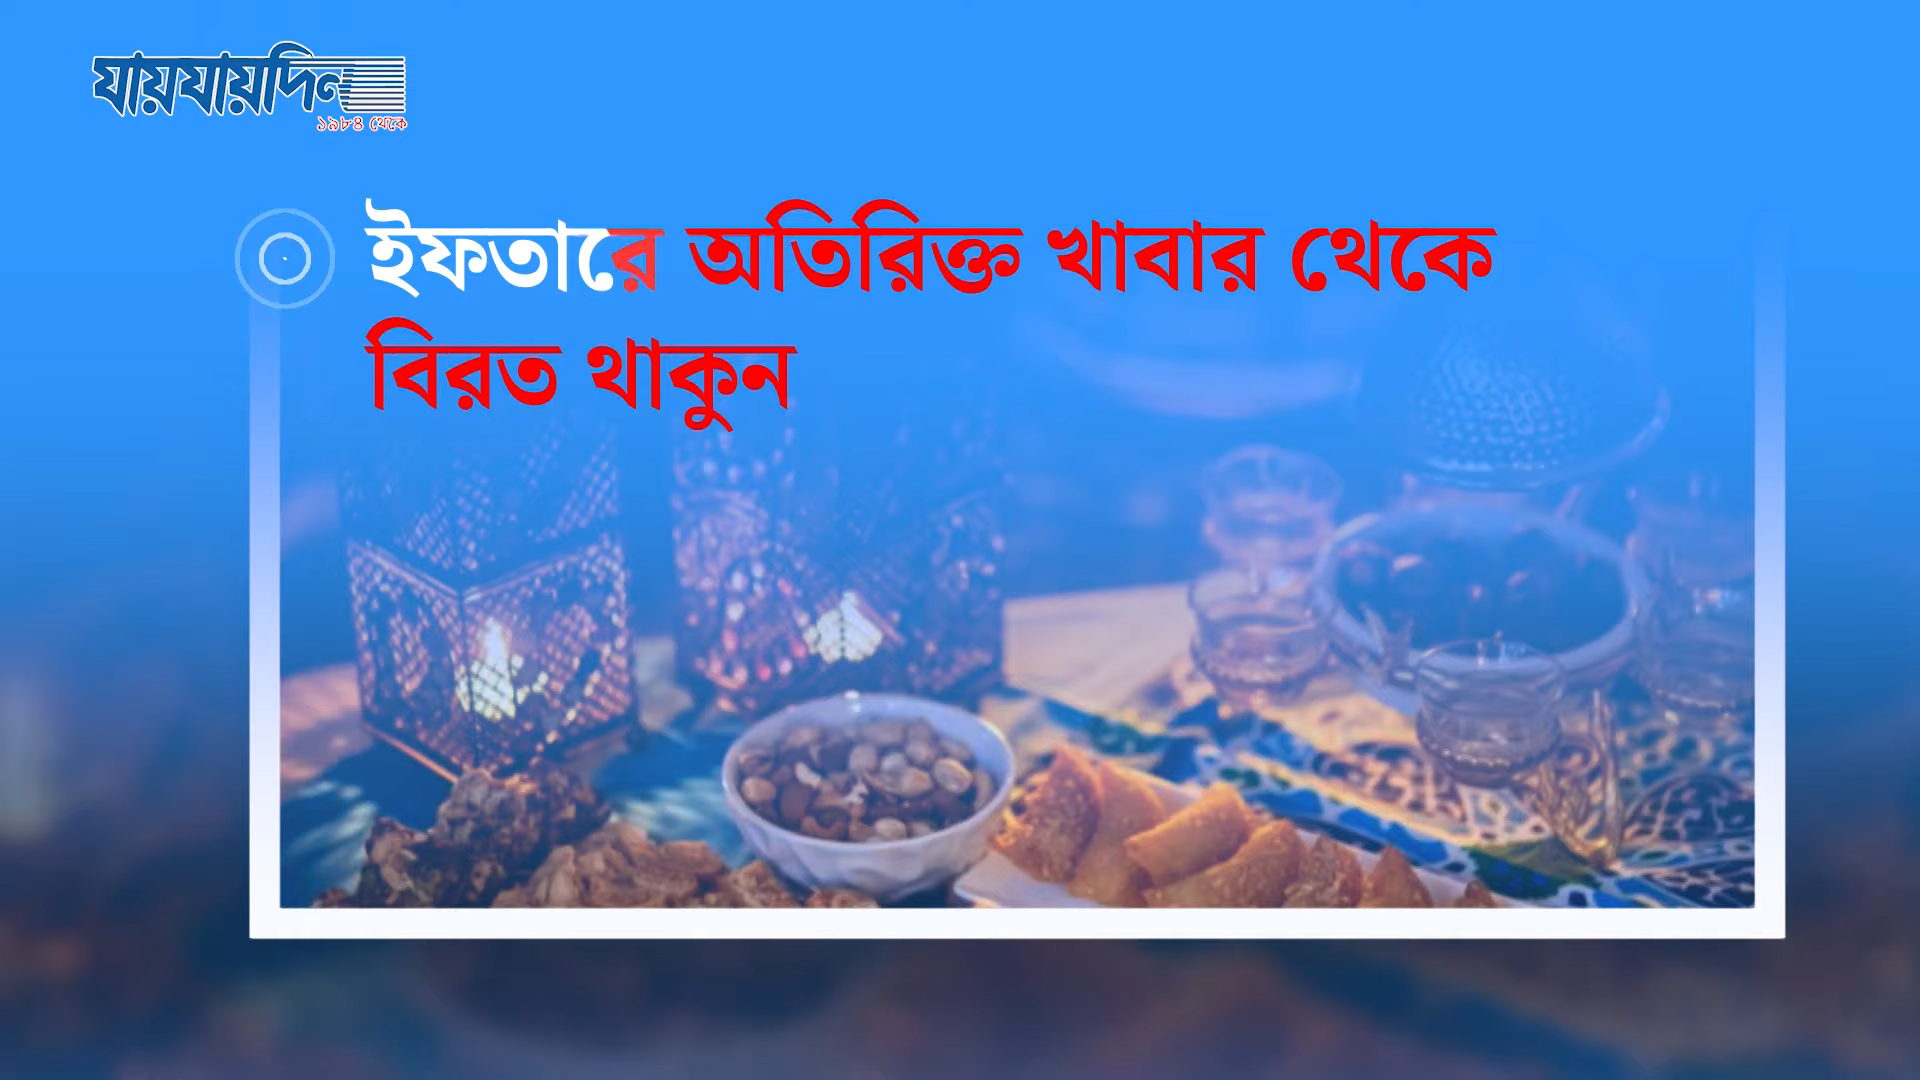 যায়যায়দিন
১৯৮৪ থেকে
ইফতারে অতিরিক্ত খাবার থেকে
বিরত থাকুন